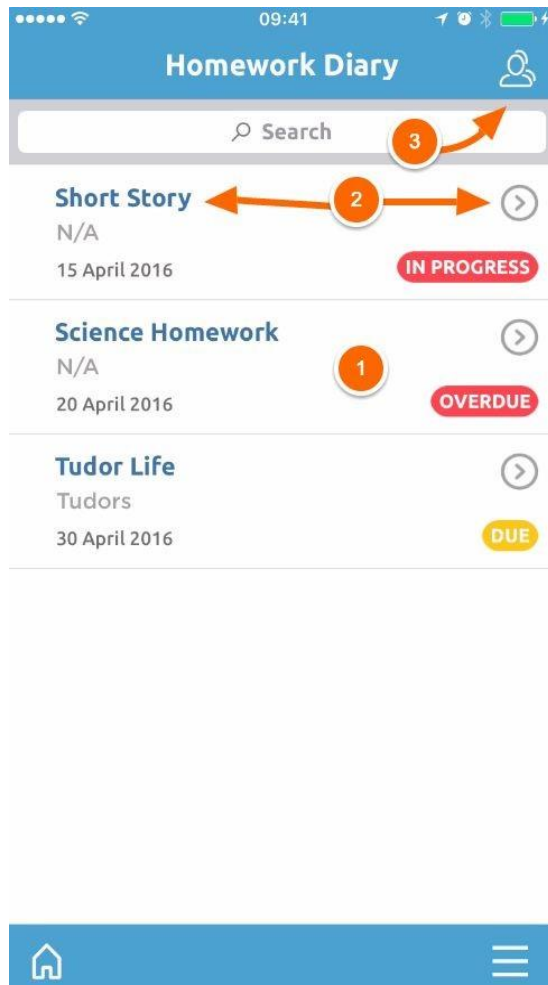 09:41
Homework Diary
Search
3
Short Story
2
N/A
15 April 2016
IN PROGRESS
Science Homework
N/A
1
20 April 2016
OVERDUE
Tudor Life
Tudors
30 April 2016
DUE